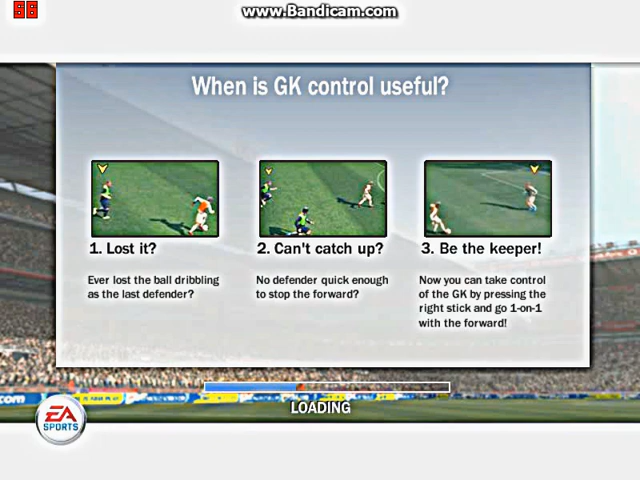 56
www.Bandicam.com
When is GK control useful?
1. Lost it?
2. Can't catch up?
3. Be the keeper!
Ever lost the ball dribbling
as the last defender?
No defender quick enough
to stop the forward?
Now you can take control
of the GK by pressing the
right stick and go 1-on-1
with the forward!
LOADING
.com
EA
SPORTS